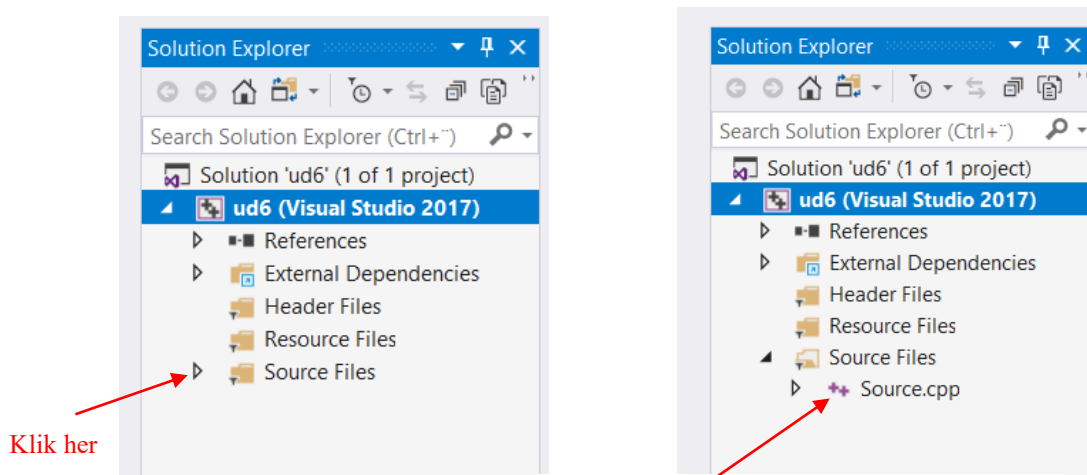 Solution Explorer
Search Solution Explorer (Ctrl+¨)
Solution 'ud6' (1 of 1 project)
ud6 (Visual Studio 2017)
References
External Dependencies
Header Files
Resource Files
Source Files
Klik her
Solution Explorer
Search Solution Explorer (Ctrl+¨)
Solution 'ud6' (1 of 1 project)
ud6 (Visual Studio 2017)
References
External Dependencies
Header Files
Resource Files
Source Files
Source.cpp